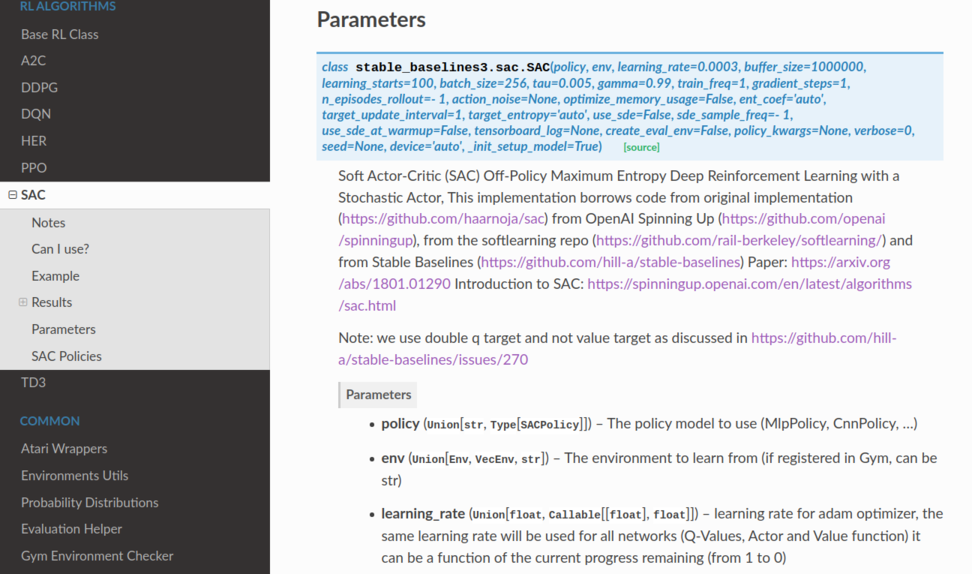 RL ALGORITHMS
Base RL Class
A2C
DDPG
DQN
HER
PPO
SAC
Notes
Can I use?
Example
Results
Parameters
SAC Policies
TD3
COMMON
Atari Wrappers
Environments Utils
Probability Distributions
Evaluation Helper
Gym Environment Checker
Parameters
class stable_baselines3.sac.SAC(policy, env, learning_rate=0.0003, buffer_size=1000000,
learning_starts=100, batch_size=256, tau=0.005, gamma=0.99, train_freq=1, gradient_steps=1,
n_episodes_rollout=- 1, action_noise=None, optimize_memory_usage=False, ent_coef='auto',
target_update_interval=1, target_entropy='auto', use_sde=False, sde_sample_freq=- 1,
use_sde_at_warmup=False, tensorboard_log=None, create_eval_env=False, policy_kwargs=None, verbose=0,
seed=None, device='auto', _init_setup_model=True) [source]
Soft Actor-Critic (SAC) Off-Policy Maximum Entropy Deep Reinforcement Learning with a
Stochastic Actor, This implementation borrows code from original implementation
(https://github.com/haarnoja/sac) from OpenAI Spinning Up (https://github.com/openai
/spinningup), from the softlearning repo (https://github.com/rail-berkeley/softlearning/) and
from Stable Baselines (https://github.com/hill-a/stable-baselines) Paper: https://arxiv.org
/abs/1801.01290 Introduction to SAC: https://spinningup.openai.com/en/latest/algorithms
/sac.html
Note: we use double q target and not value target as discussed in https://github.com/hill-
a/stable-baselines/issues/270
Parameters
• policy (Union[str, Type[SACPolicy]]) – The policy model to use (MlpPolicy, CnnPolicy, …)
• env (Union[Env, VecEnv, str]) – The environment to learn from (if registered in Gym, can be
str)
• learning_rate (Union[float, Callable[[float], float]]) – learning rate for adam optimizer, the
same learning rate will be used for all networks (Q-Values, Actor and Value function) it
can be a function of the current progress remaining (from 1 to 0)